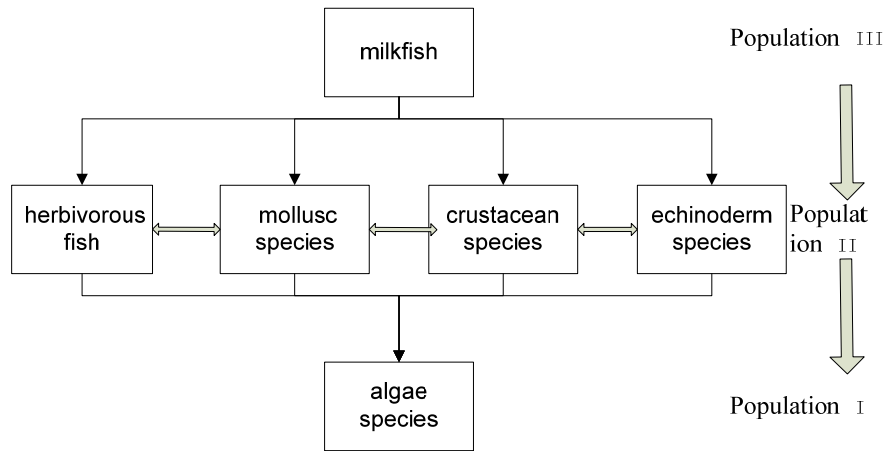 milkfish
Population III
herbivorous
fish
mollusc
species
crustacean
species
echinoderm
species
Populat
ion II
algae
species
Population I